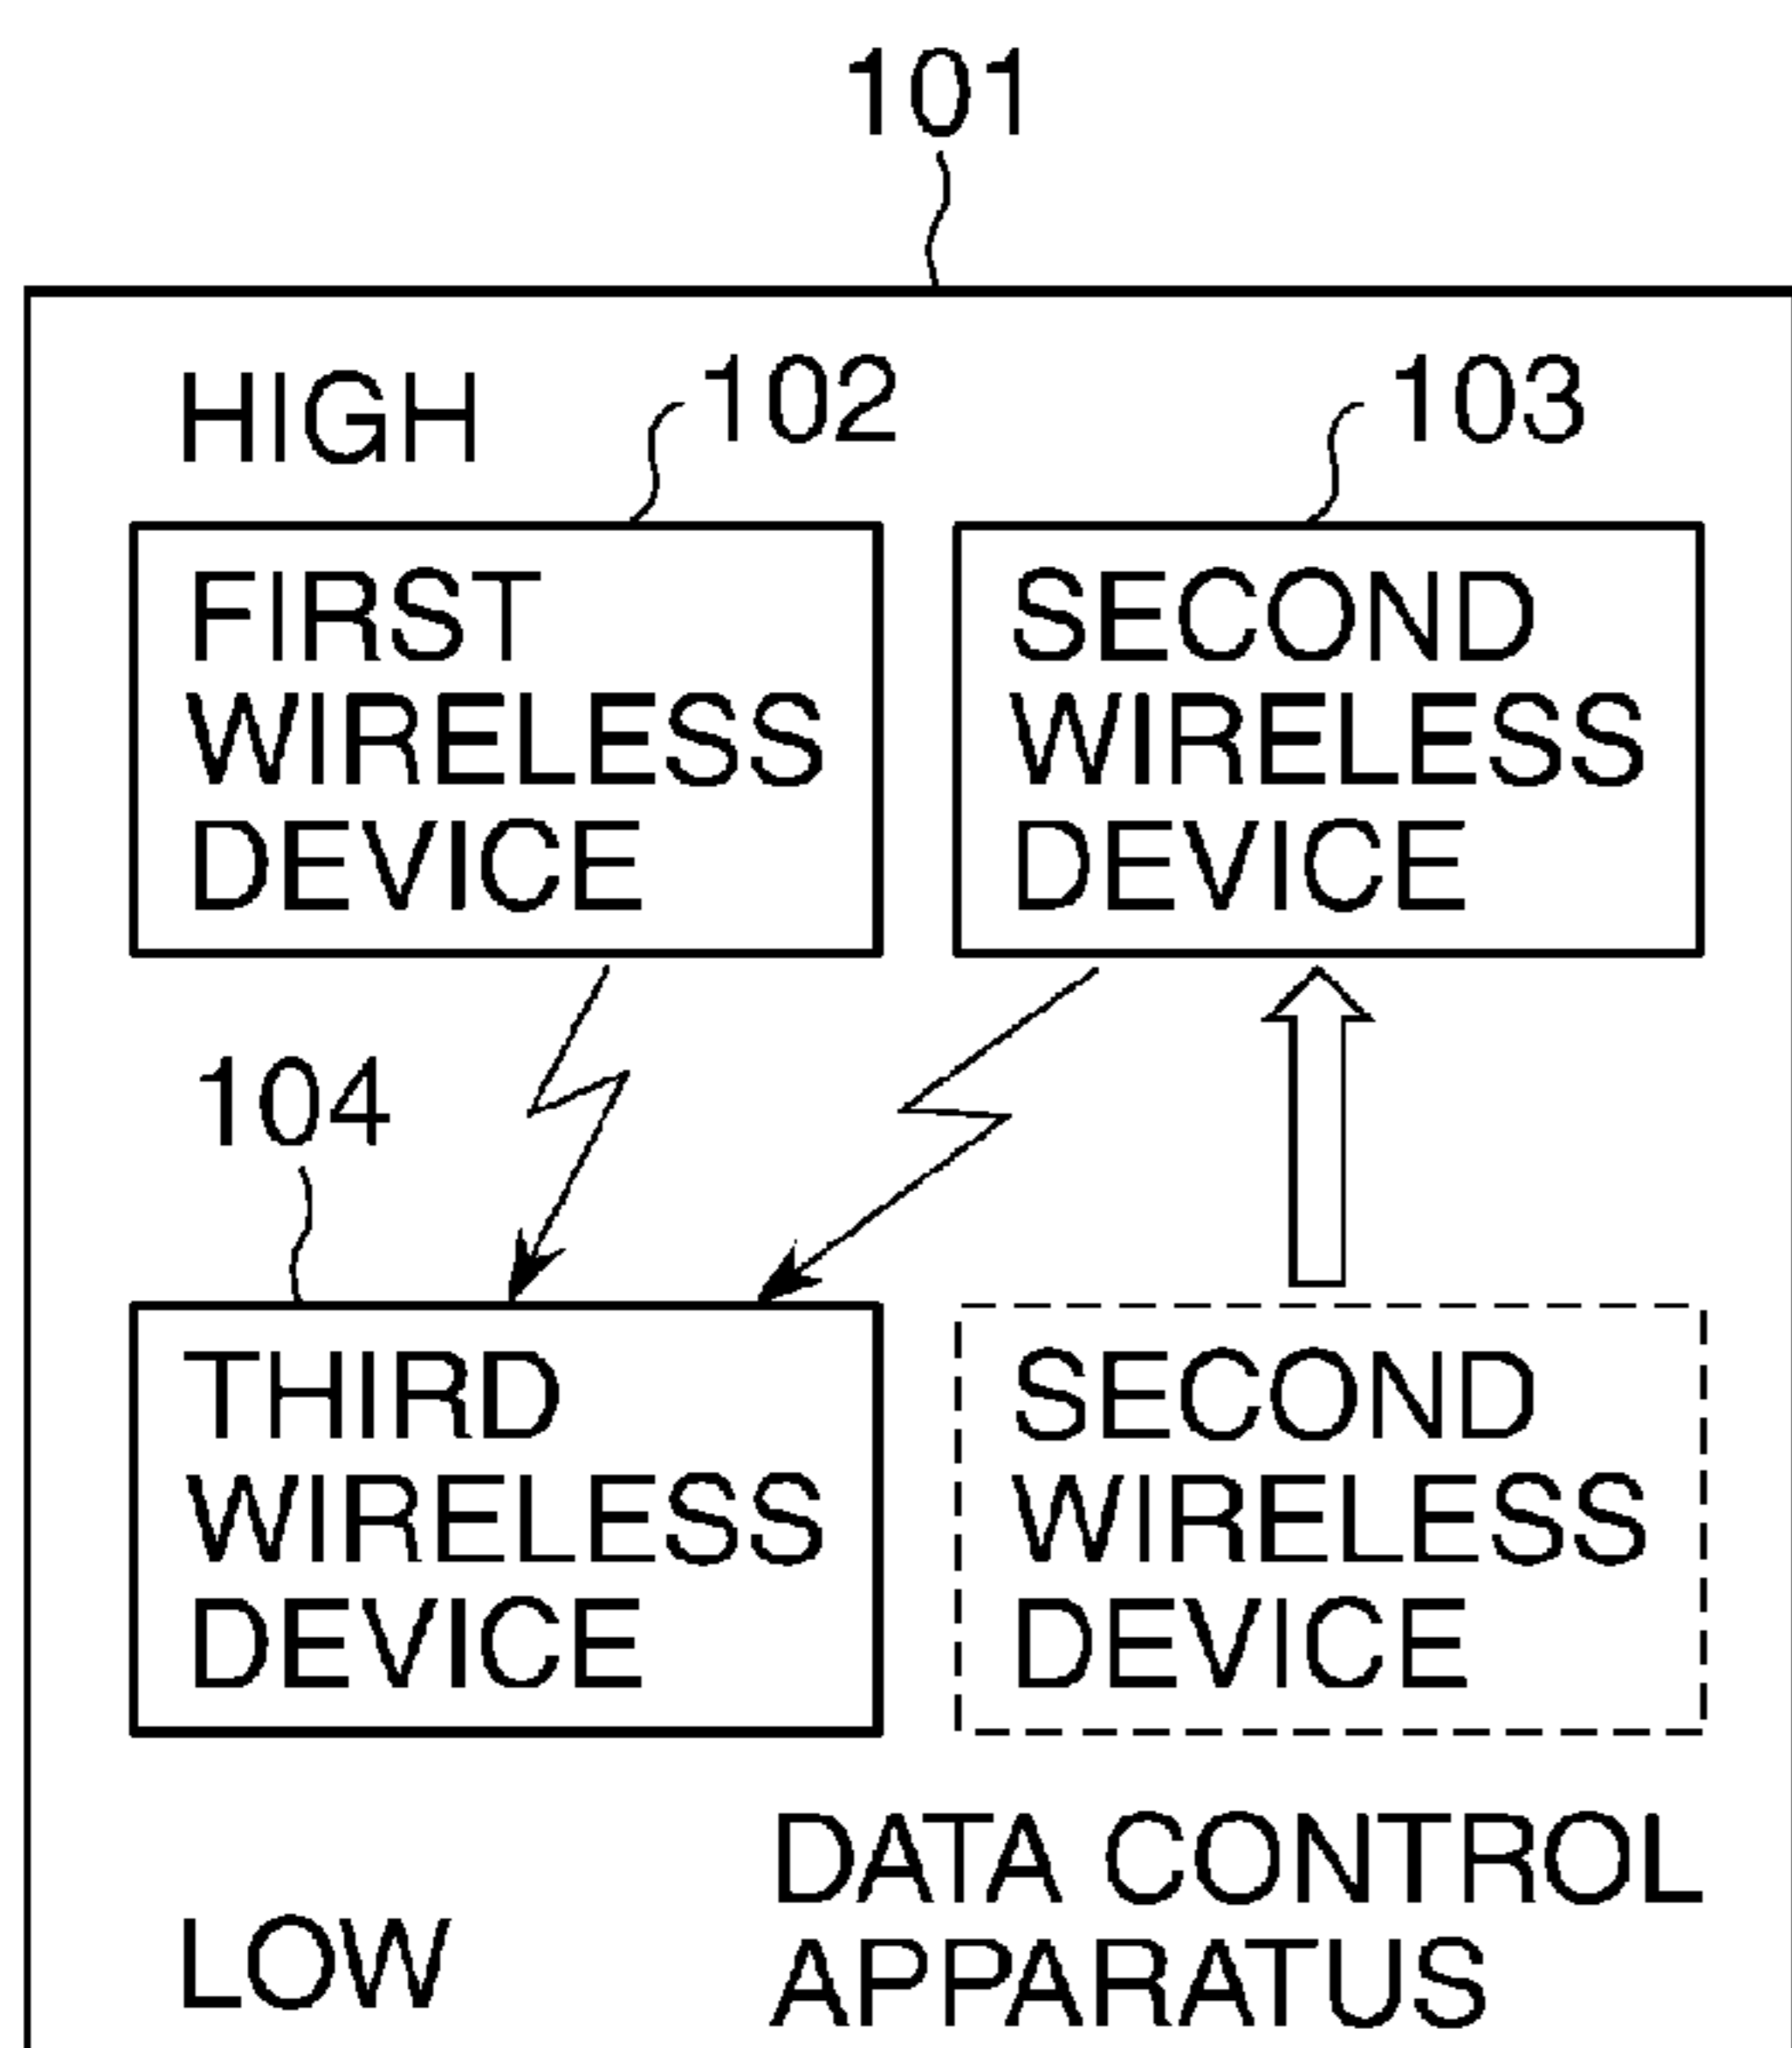 101
HIGH
102
103
FIRST
WIRELESS
DEVICE
SECOND
WIRELESS
DEVICE
104
THIRD
WIRELESS
DEVICE
SECOND
WIRELESS
DEVICE
LOW
DATA CONTROL
APPARATUS